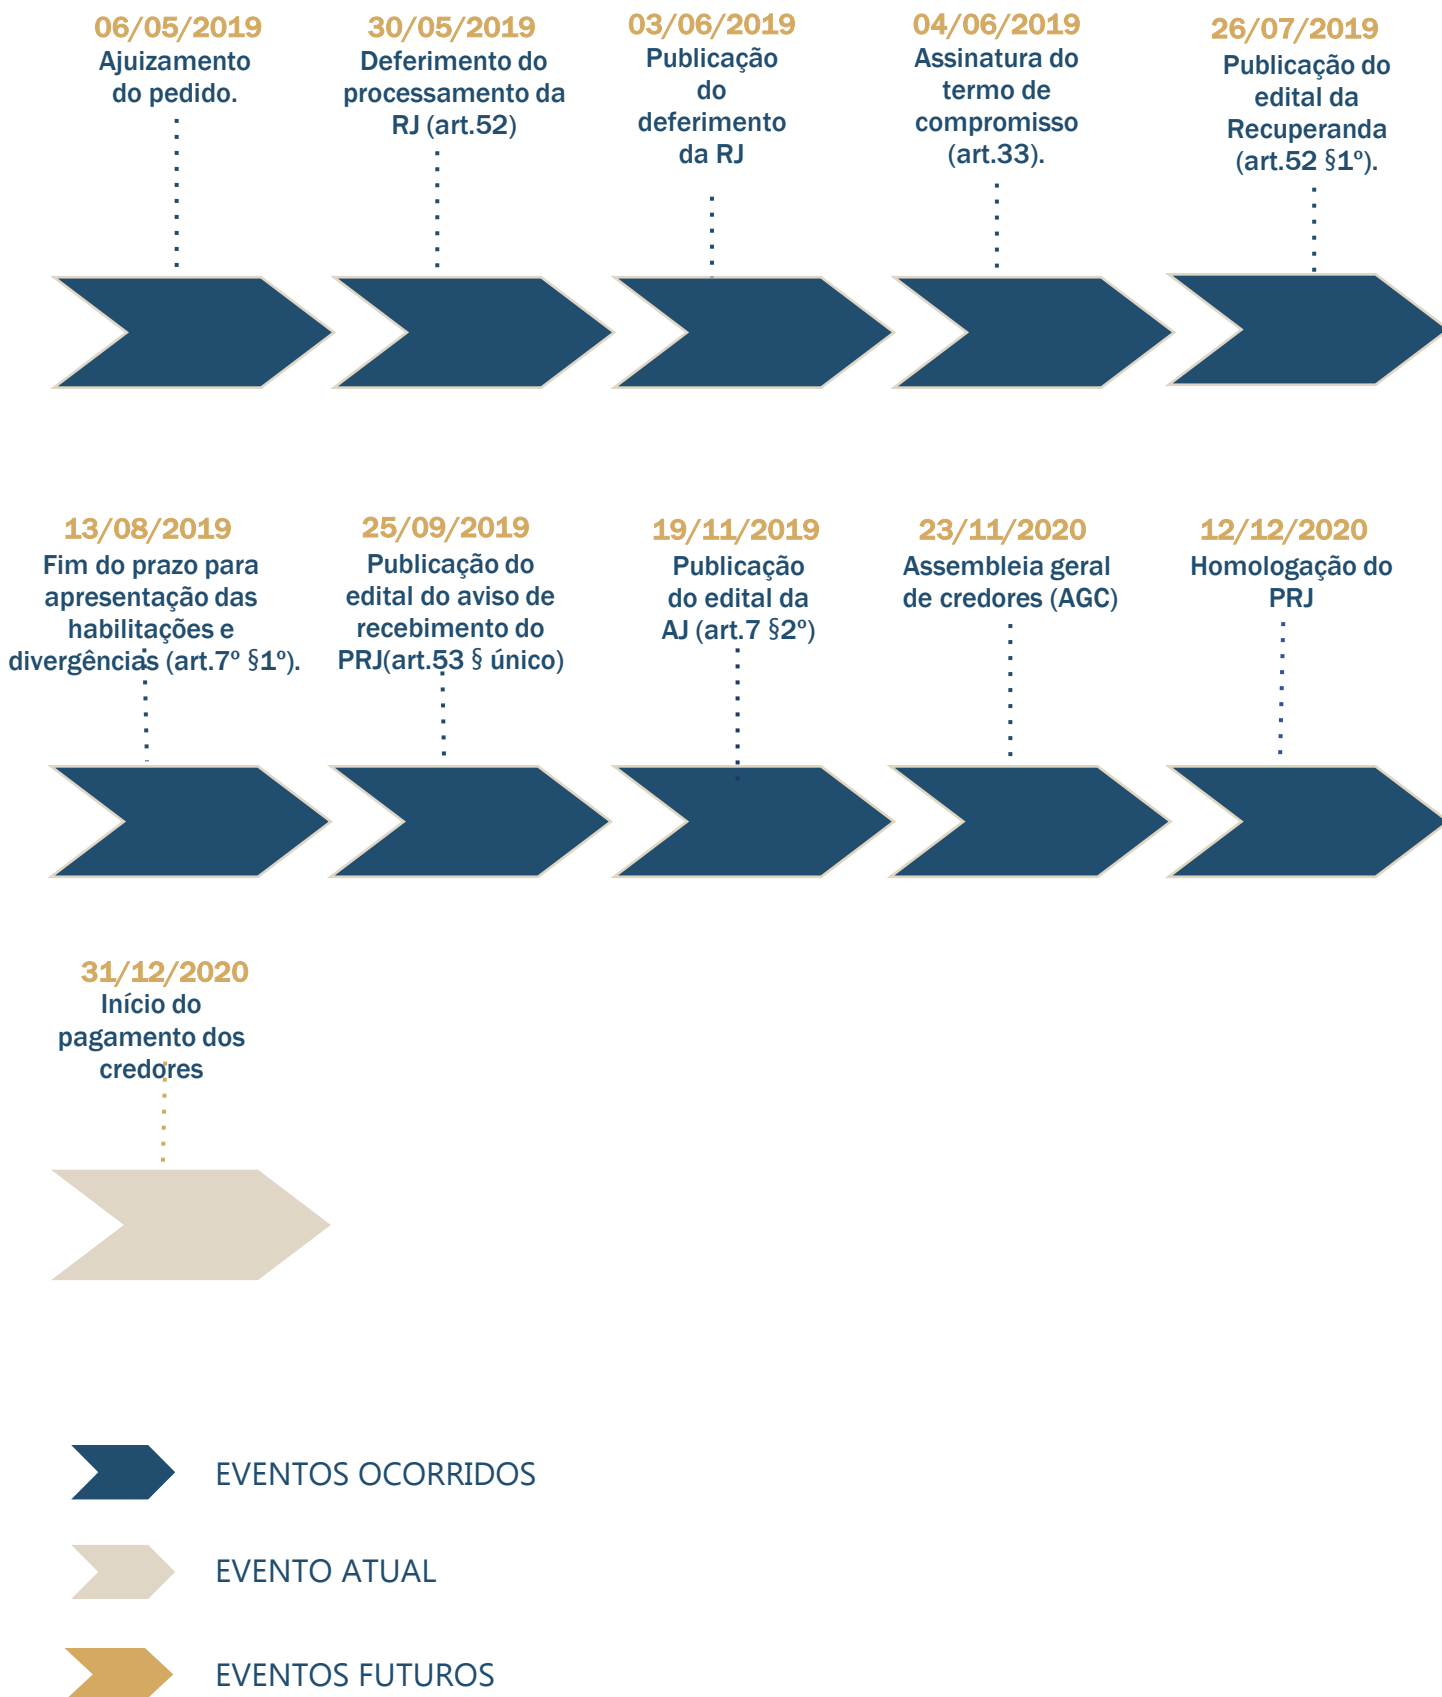 06/05/2019
Ajuizamento
do pedido.
30/05/2019
Deferimento do
processamento da
RJ (art.52)
03/06/2019
Publicação
do
deferimento
da RJ
04/06/2019
Assinatura do
termo de
compromisso
(art.33).
26/07/2019
Publicação do
edital da
Recuperanda
(art.52 §1º).
13/08/2019
Fim do prazo para
apresentação das
habilitações e
divergências (art.7º §1º).
25/09/2019
Publicação do
edital do aviso de
recebimento do
PRJ(art.53 § único)
19/11/2019
Publicação
do edital da
AJ (art.7 §2º)
23/11/2020
Assembleia geral
de credores (AGC)
12/12/2020
Homologação do
PRJ
31/12/2020
Início do
pagamento dos
credores
EVENTOS OCORRIDOS
EVENTO ATUAL
EVENTOS FUTUROS